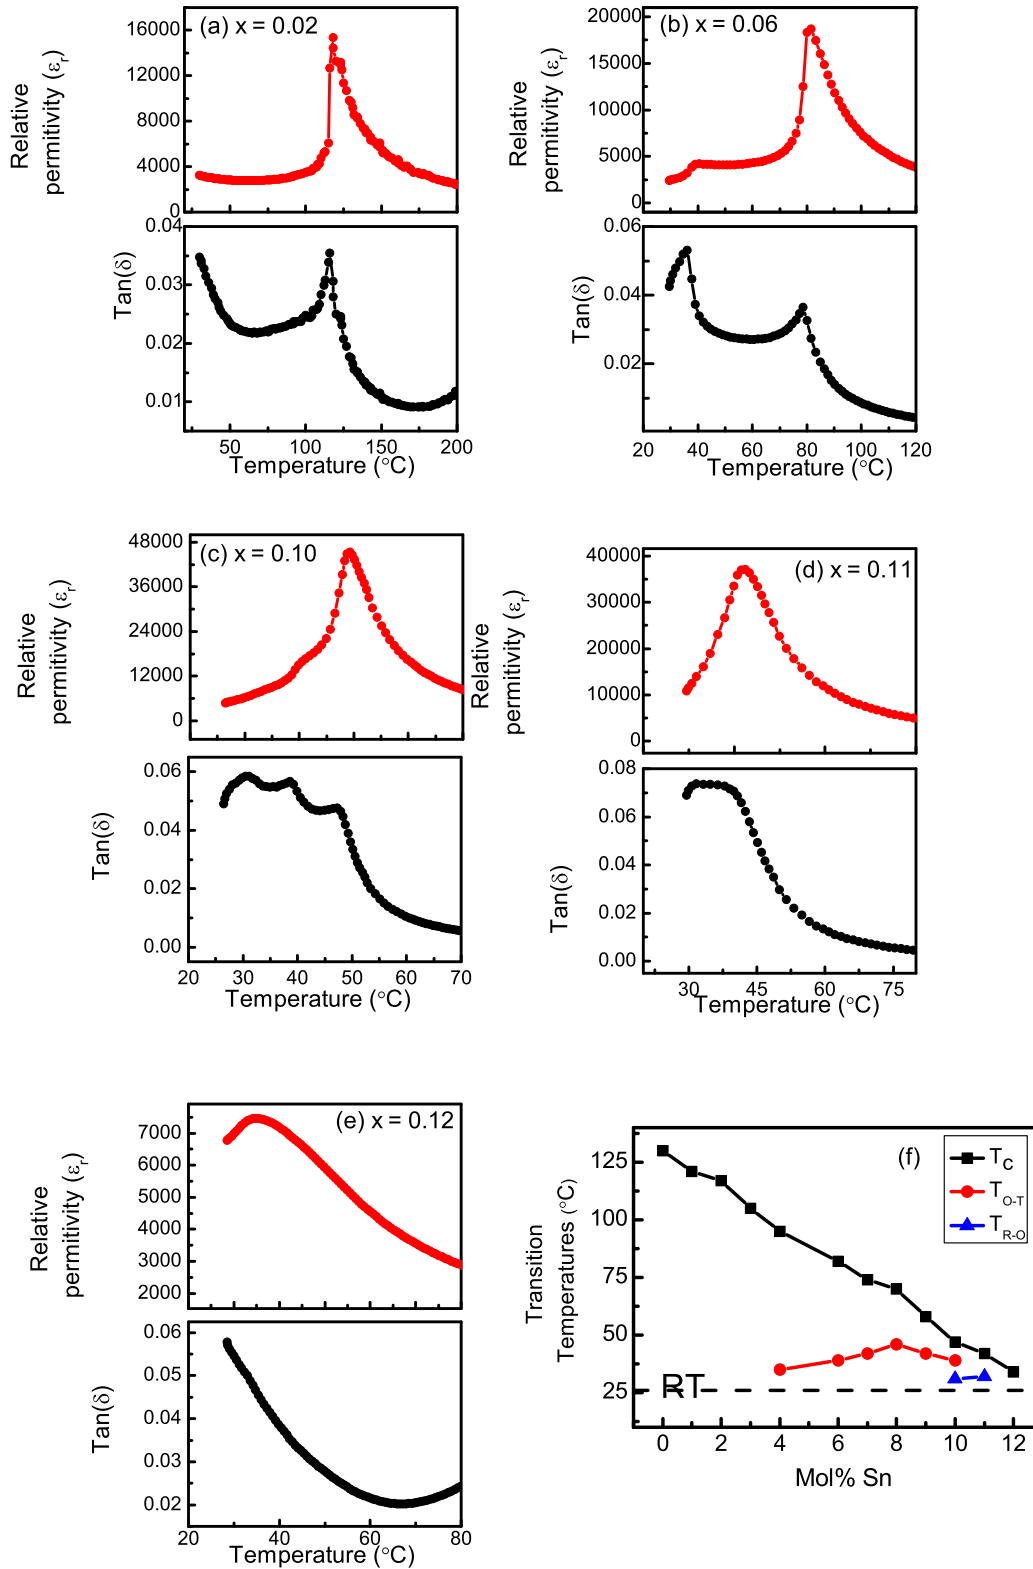 (a) x = 0.02
Relative
permitivity (εr)
16000
12000
8000
4000
0
Tan(δ)
0.04
0.03
0.02
0.01
50
100
150
200
Temperature (°C)
(b) x = 0.06
Relative
permitivity (εr)
20000
15000
10000
5000
0
Tan(δ)
0.06
0.04
0.02
20
40
60
80
100
120
Temperature (°C)
(c) x = 0.10
Relative
permitivity (εr)
48000
36000
24000
12000
0
Tan(δ)
0.06
0.04
0.02
0.00
20
30
40
50
60
70
Temperature (°C)
(d) x = 0.11
Relative
permitivity (εr)
40000
30000
20000
10000
0
Tan(δ)
0.08
0.06
0.04
0.02
0.00
30
45
60
75
Temperature (°C)
(e) x = 0.12
Relative
permitivity (εr)
7000
6000
5000
4000
3000
2000
Tan(δ)
0.06
0.05
0.04
0.03
0.02
20
40
60
80
Temperature (°C)
(f)
TC
TO-T
TR-O
Transition
Temperatures (°C)
125
100
75
50
25
RT
0
2
4
6
8
10
12
Mol% Sn